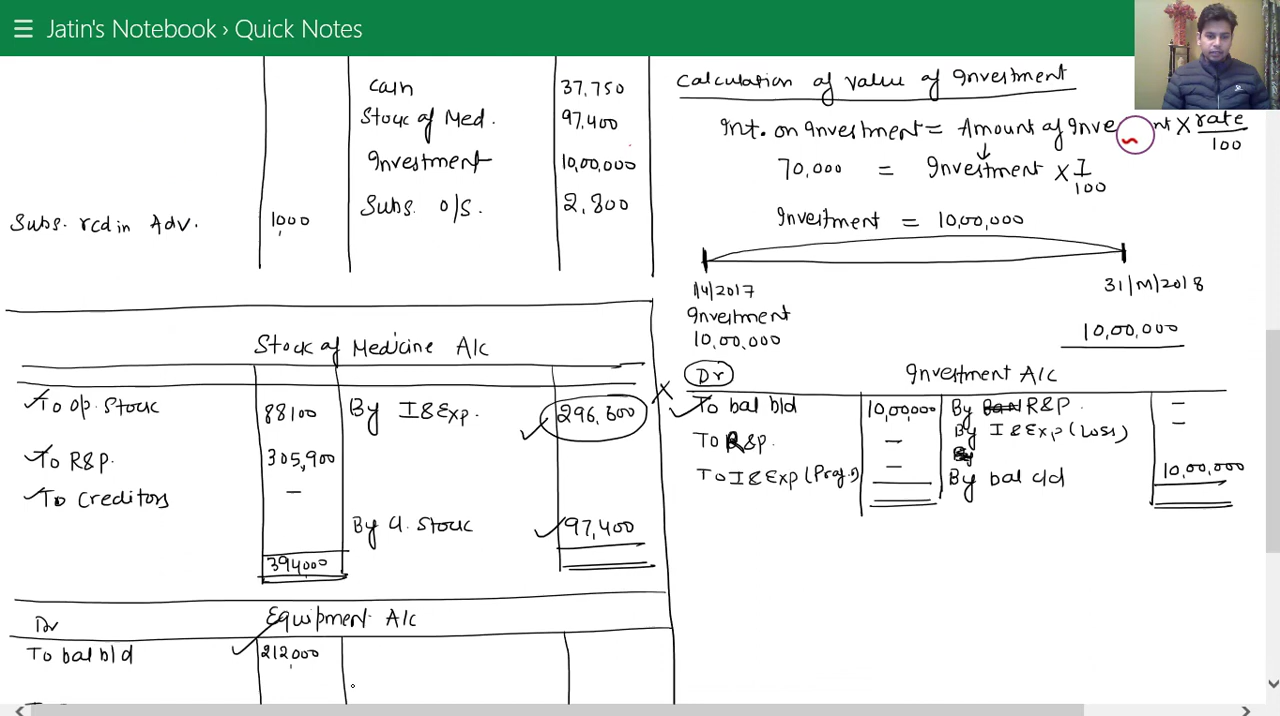 Jatin's Notebook › Quick Notes
Cash 37,750
Stock of Med. 97,400
Investment 10,00,000
Subs. rcd in Adv. 1000 Subs. o/s. 2,800
Calculation of value of Investment
Int. on Investment = Amount of Inve nt X rate/100
70,000 = Investment X 7/100
Investment = 10,00,000
1/4/2017 31/M/2018
Investment
10,00,000 10,00,000
Stock of Medicine A/c
To Op. Stock 88100 By I&Exp. 296,600
To R&P. 305,900
To Creditors –
By Cl. Stock 97,400
394000
Dr Investment A/c
To bal b/d 10,00,000 By R&P. –
To R&p. – By I&Exp (Loss) –
To I&Exp (Prof.) – By bal c/d 10,00,000
Dr Equipment A/c
To bal b/d 212000